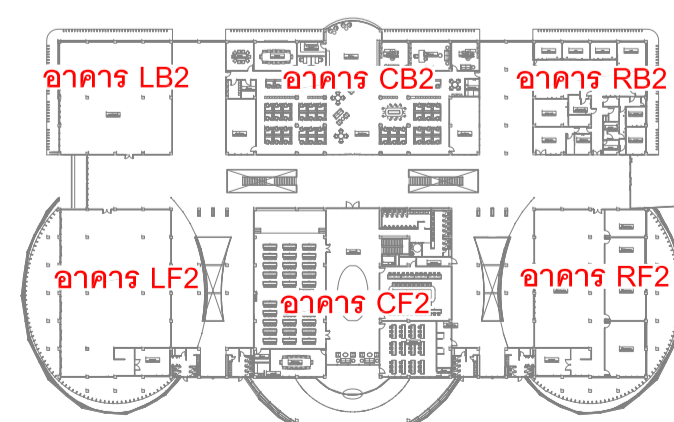 อาคาร LB2
อาคาร CB2
อาคาร RB2
อาคาร LF2
อาคาร CF2
อาคาร RF2